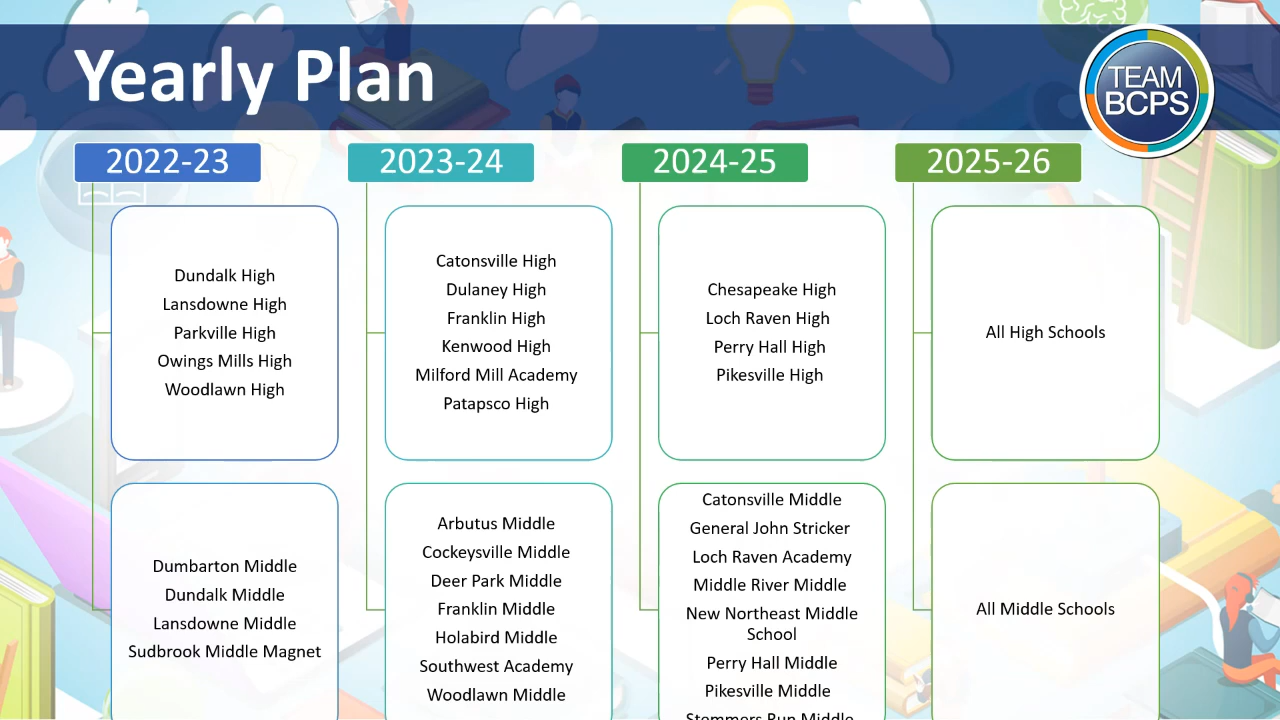 Yearly Plan
TEAM
BCPS
2022-23
2023-24
2024-25
2025-26
Dundalk High
Lansdowne High
Parkville High
Owings Mills High
Woodlawn High
Catonsville High
Dulaney High
Franklin High
Kenwood High
Milford Mill Academy
Patapsco High
Chesapeake High
Loch Raven High
Perry Hall High
Pikesville High
All High Schools
Dumbarton Middle
Dundalk Middle
Lansdowne Middle
Sudbrook Middle Magnet
Arbutus Middle
Cockeysville Middle
Deer Park Middle
Franklin Middle
Holabird Middle
Southwest Academy
Woodlawn Middle
Catonsville Middle
General John Stricker
Loch Raven Academy
Middle River Middle
New Northeast Middle
School
Perry Hall Middle
Pikesville Middle
Stemmers Run Middle
All Middle Schools